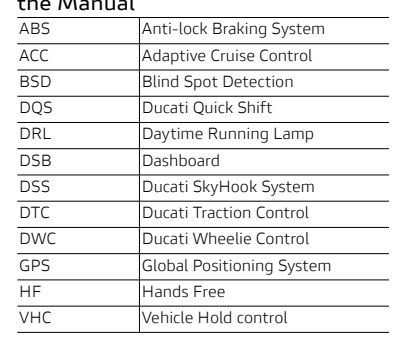 the Manual
ABS Anti-lock Braking System
ACC Adaptive Cruise Control
BSD Blind Spot Detection
DQS Ducati Quick Shift
DRL Daytime Running Lamp
DSB Dashboard
DSS Ducati SkyHook System
DTC Ducati Traction Control
DWC Ducati Wheelie Control
GPS Global Positioning System
HF Hands Free
VHC Vehicle Hold control